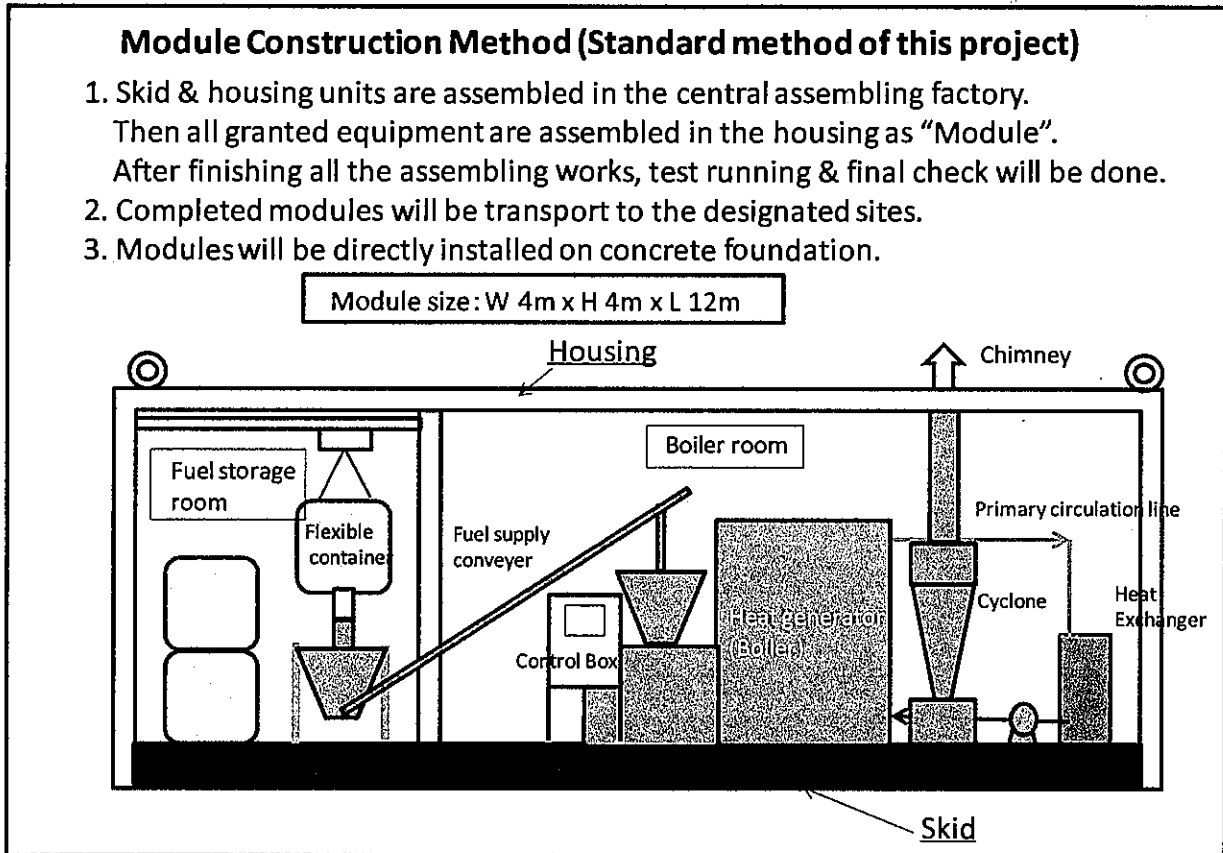 Module Construction Method (Standard method of this project)
1. Skid & housing units are assembled in the central assembling factory.
Then all granted equipment are assembled in the housing as “Module”.
After finishing all the assembling works, test running & final check will be done.
2. Completed modules will be transport to the designated sites.
3. Modules will be directly installed on concrete foundation.
Module size: W 4m x H 4m x L 12m
Housing
Chimney
Fuel storage
room
Boiler room
Flexible
container
Fuel supply
conveyer
Primary circulation line
Control Box
Heat generator
(Boiler)
Cyclone
Heat
Exchanger
Skid